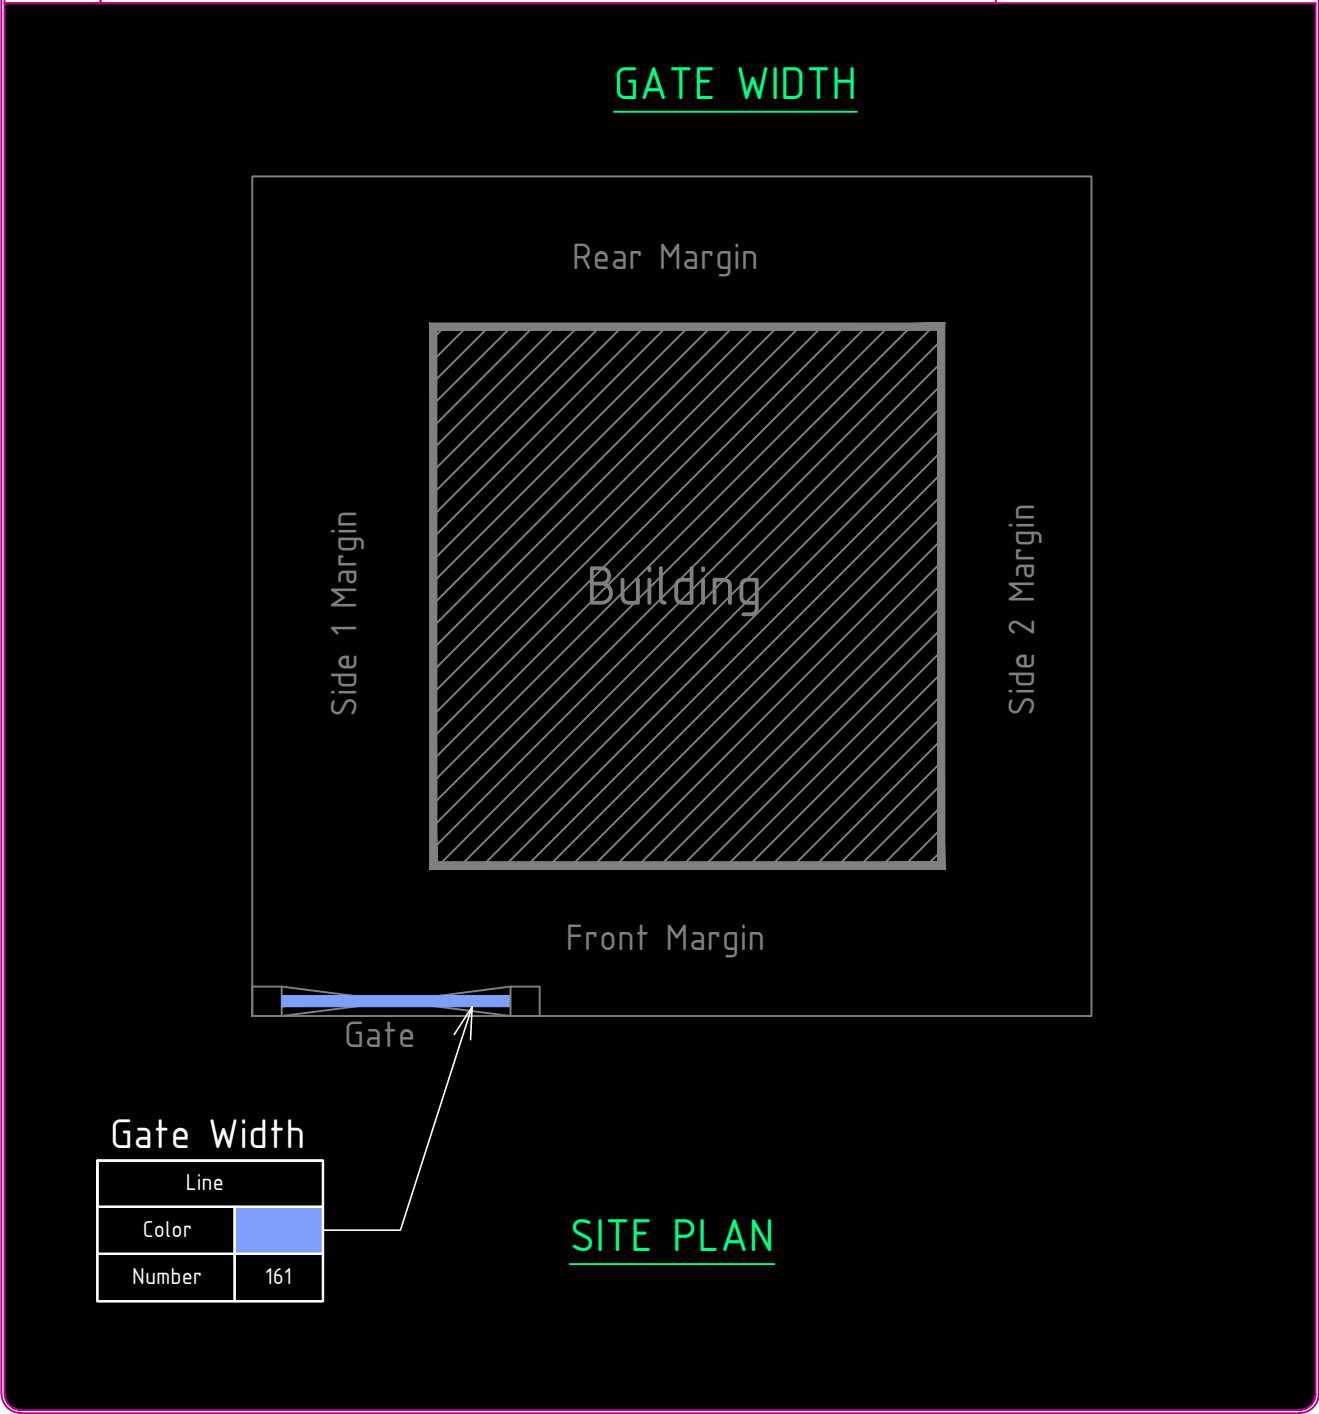 GATE WIDTH
Rear Margin
Side 1 Margin
Building
Side 2 Margin
Front Margin
Gate
Gate Width
Line
Color
Number 161
SITE PLAN